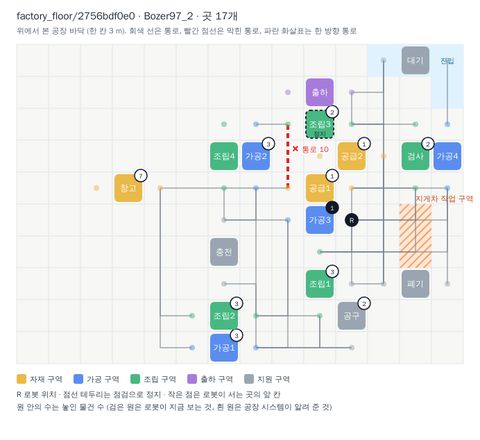 factory_floor/2756bdf0e0 · Bozer97_2 · 곳 17개
위에서 본 공장 바닥 (한 칸 3 m). 회색 선은 통로, 빨간 점선은 막힌 통로, 파란 화살표는 한 방향 통로
대기
진입
출하
2
조립3
정지
✕ 통로 10
조립4
3
가공2
1
공급2
2
검사
가공4
7
창고
1
공급1
지게차 작업 구역
1
가공3
R
충전
3
조립1
폐기
3
조립2
2
공구
3
가공1
자재 구역
가공 구역
조립 구역
출하 구역
지원 구역
R 로봇 위치 · 점선 테두리는 점검으로 정지 · 작은 점은 로봇이 서는 곳의 앞 칸
원 안의 수는 놓인 물건 수 (검은 원은 로봇이 지금 보는 것, 흰 원은 공장 시스템이 알려 준 것)